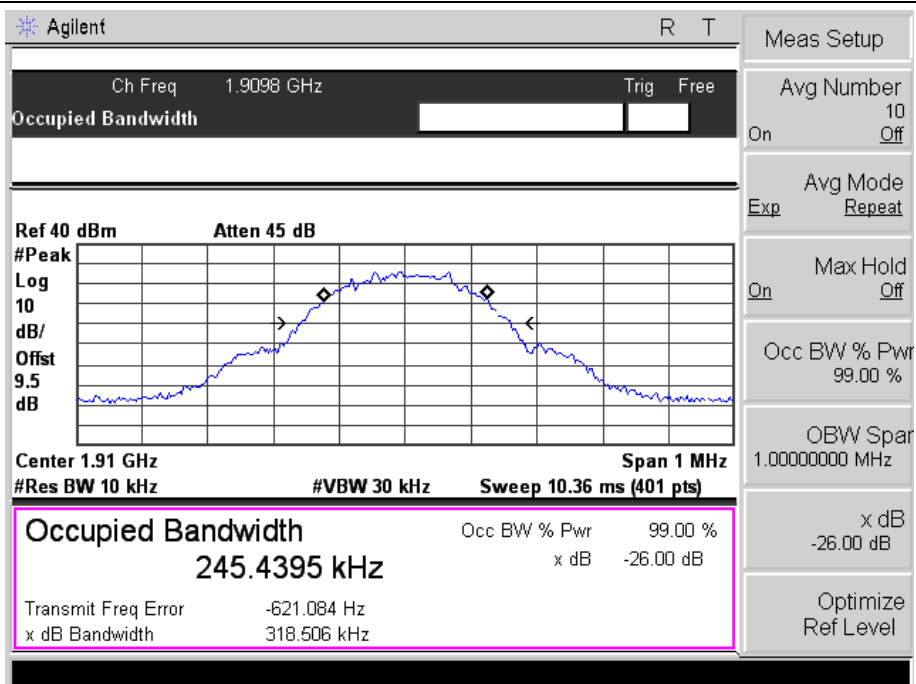 Agilent R T
Ch Freq 1.9098 GHz Trig Free
Occupied Bandwidth
Ref 40 dBm Atten 45 dB
#Peak
Log
10
dB/
Offst
9.5
dB
Center 1.91 GHz Span 1 MHz
#Res BW 10 kHz #VBW 30 kHz Sweep 10.36 ms (401 pts)
Occupied Bandwidth
245.4395 kHz
Occ BW % Pwr 99.00 %
x dB -26.00 dB
Transmit Freq Error -621.084 Hz
x dB Bandwidth 318.506 kHz
Meas Setup
Avg Number
10
On Off
Avg Mode
Exp Repeat
Max Hold
On Off
Occ BW % Pwr
99.00 %
OBW Span
1.00000000 MHz
x dB
-26.00 dB
Optimize
Ref Level